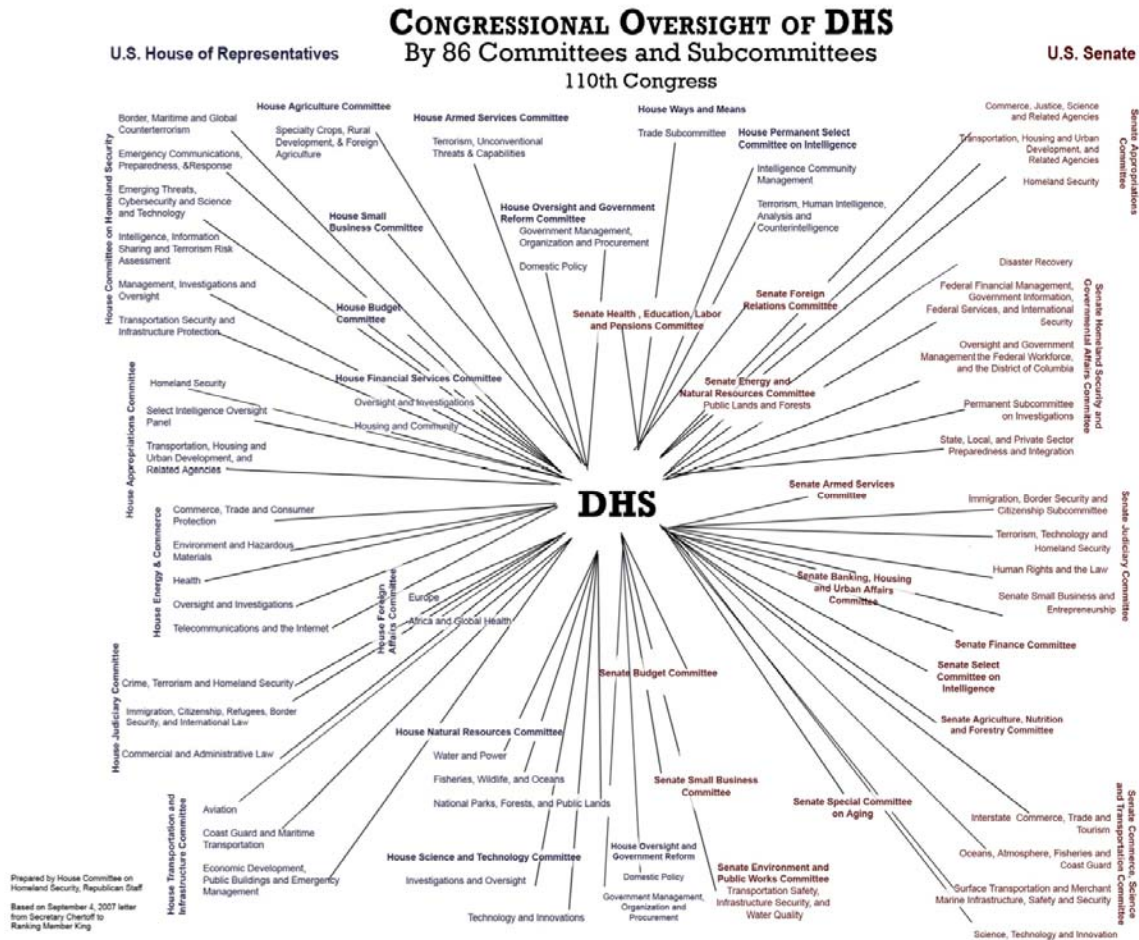 CONGRESSIONAL OVERSIGHT OF DHS
By 86 Committees and Subcommittees
110th Congress
U.S. House of Representatives
U.S. Senate
House Committee on Homeland Security
Border, Maritime and Global
Counterterrorism
Emergency Communications,
Preparedness, &Response
Emerging Threats,
Cybersecurity and Science
and Technology
Intelligence, Information
Sharing and Terrorism Risk
Assessment
Management, Investigations and
Oversight
Transportation Security and
Infrastructure Protection
House Agriculture Committee
Specialty Crops, Rural
Development, & Foreign
Agriculture
House Small
Business Committee
House Budget
Committee
House Financial Services Committee
Oversight and Investigations
Housing and Community
House Armed Services Committee
Terrorism, Unconventional
Threats & Capabilities
House Oversight and Government
Reform Committee
Government Management,
Organization and Procurement
Domestic Policy
House Ways and Means
Trade Subcommittee
House Permanent Select
Committee on Intelligence
Intelligence Community
Management
Terrorism, Human Intelligence,
Analysis and
Counterintelligence
Senate Health , Education, Labor
and Pensions Committee
Senate Foreign
Relations Committee
Senate Energy and
Natural Resources Committee
Public Lands and Forests
Senate Appropriations
Committee
Commerce, Justice, Science
and Related Agencies
Transportation, Housing and Urban
Development, and
Related Agencies
Homeland Security
Senate Homeland Security and
Governmental Affairs Committee
Disaster Recovery
Federal Financial Management,
Government Information,
Federal Services, and International
Security
Oversight and Government
Management the Federal Workforce,
and the District of Columbia
Permanent Subcommittee
on Investigations
State, Local, and Private Sector
Preparedness and Integration
House Appropriations Committee
Homeland Security
Select Intelligence Oversight
Panel
Transportation, Housing and
Urban Development, and
Related Agencies
DHS
House Energy & Commerce
Commerce, Trade and Consumer
Protection
Environment and Hazardous
Materials
Health
Oversight and Investigations
Telecommunications and the Internet
House Foreign
Affairs Committee
Europe
Africa and Global Health
Senate Armed Services
Committee
Senate Judiciary Committee
Immigration, Border Security and
Citizenship Subcommittee
Terrorism, Technology and
Homeland Security
Human Rights and the Law
Senate Small Business and
Entrepreneurship
Senate Banking, Housing
and Urban Affairs
Committee
Senate Finance Committee
Senate Select
Committee on
Intelligence
Senate Agriculture, Nutrition
and Forestry Committee
House Judiciary Committee
Crime, Terrorism and Homeland Security
Immigration, Citizenship, Refugees, Border
Security, and International Law
Commercial and Administrative Law
Senate Budget Committee
House Natural Resources Committee
Water and Power
Fisheries, Wildlife, and Oceans
National Parks, Forests, and Public Lands
Senate Small Business
Committee
Senate Special Committee
on Aging
House Transportation and
Infrastructure Committee
Aviation
Coast Guard and Maritime
Transportation
Economic Development,
Public Buildings and Emergency
Management
House Science and Technology Committee
Investigations and Oversight
Technology and Innovations
House Oversight and
Government Reform
Domestic Policy
Government Management,
Organization and
Procurement
Senate Environment and
Public Works Committee
Transportation Safety,
Infrastructure Security, and
Water Quality
Senate Commerce, Science
and Transportation Committee
Interstate Commerce, Trade and
Tourism
Oceans, Atmosphere, Fisheries and
Coast Guard
Surface Transportation and Merchant
Marine Infrastructure, Safety and Security
Science, Technology and Innovation
Prepared by House Committee on
Homeland Security, Republican Staff
Based on September 4, 2007 letter
from Secretary Chertoff to
Ranking Member King